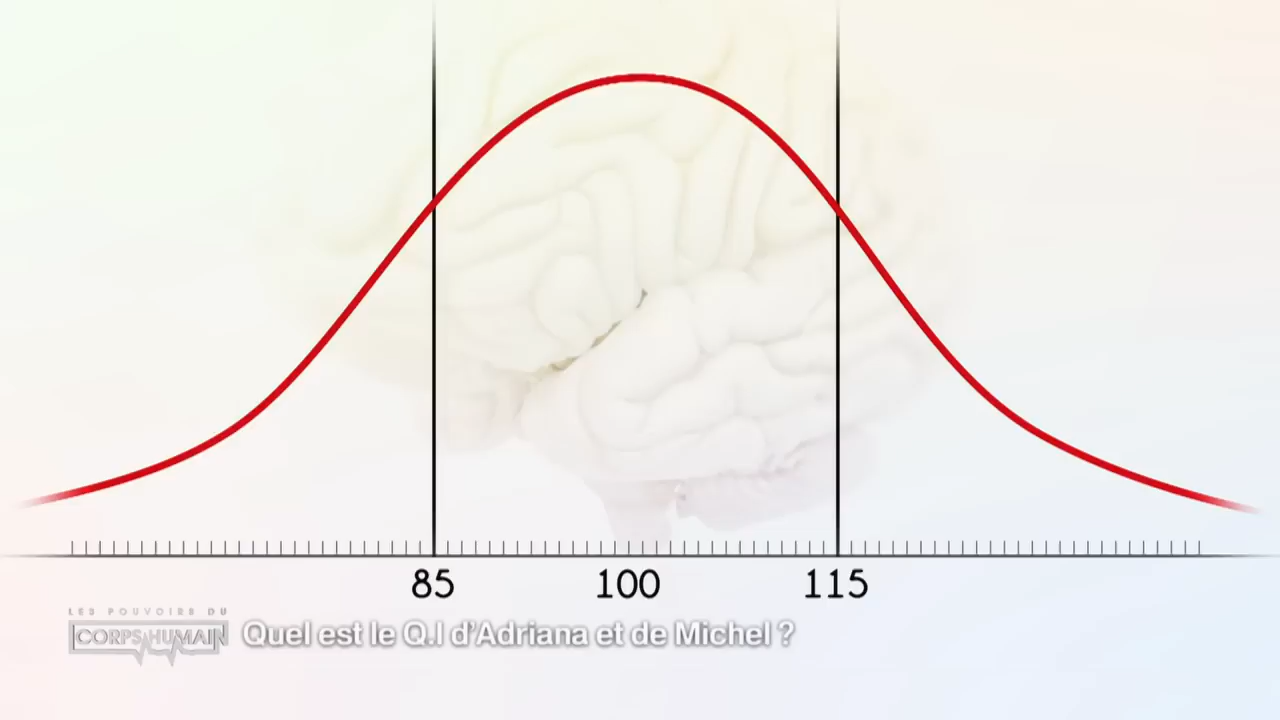 85 100 115
LES POUVOIRS DU
CORPS HUMAIN
Quel est le Q.I d'Adriana et de Michel ?